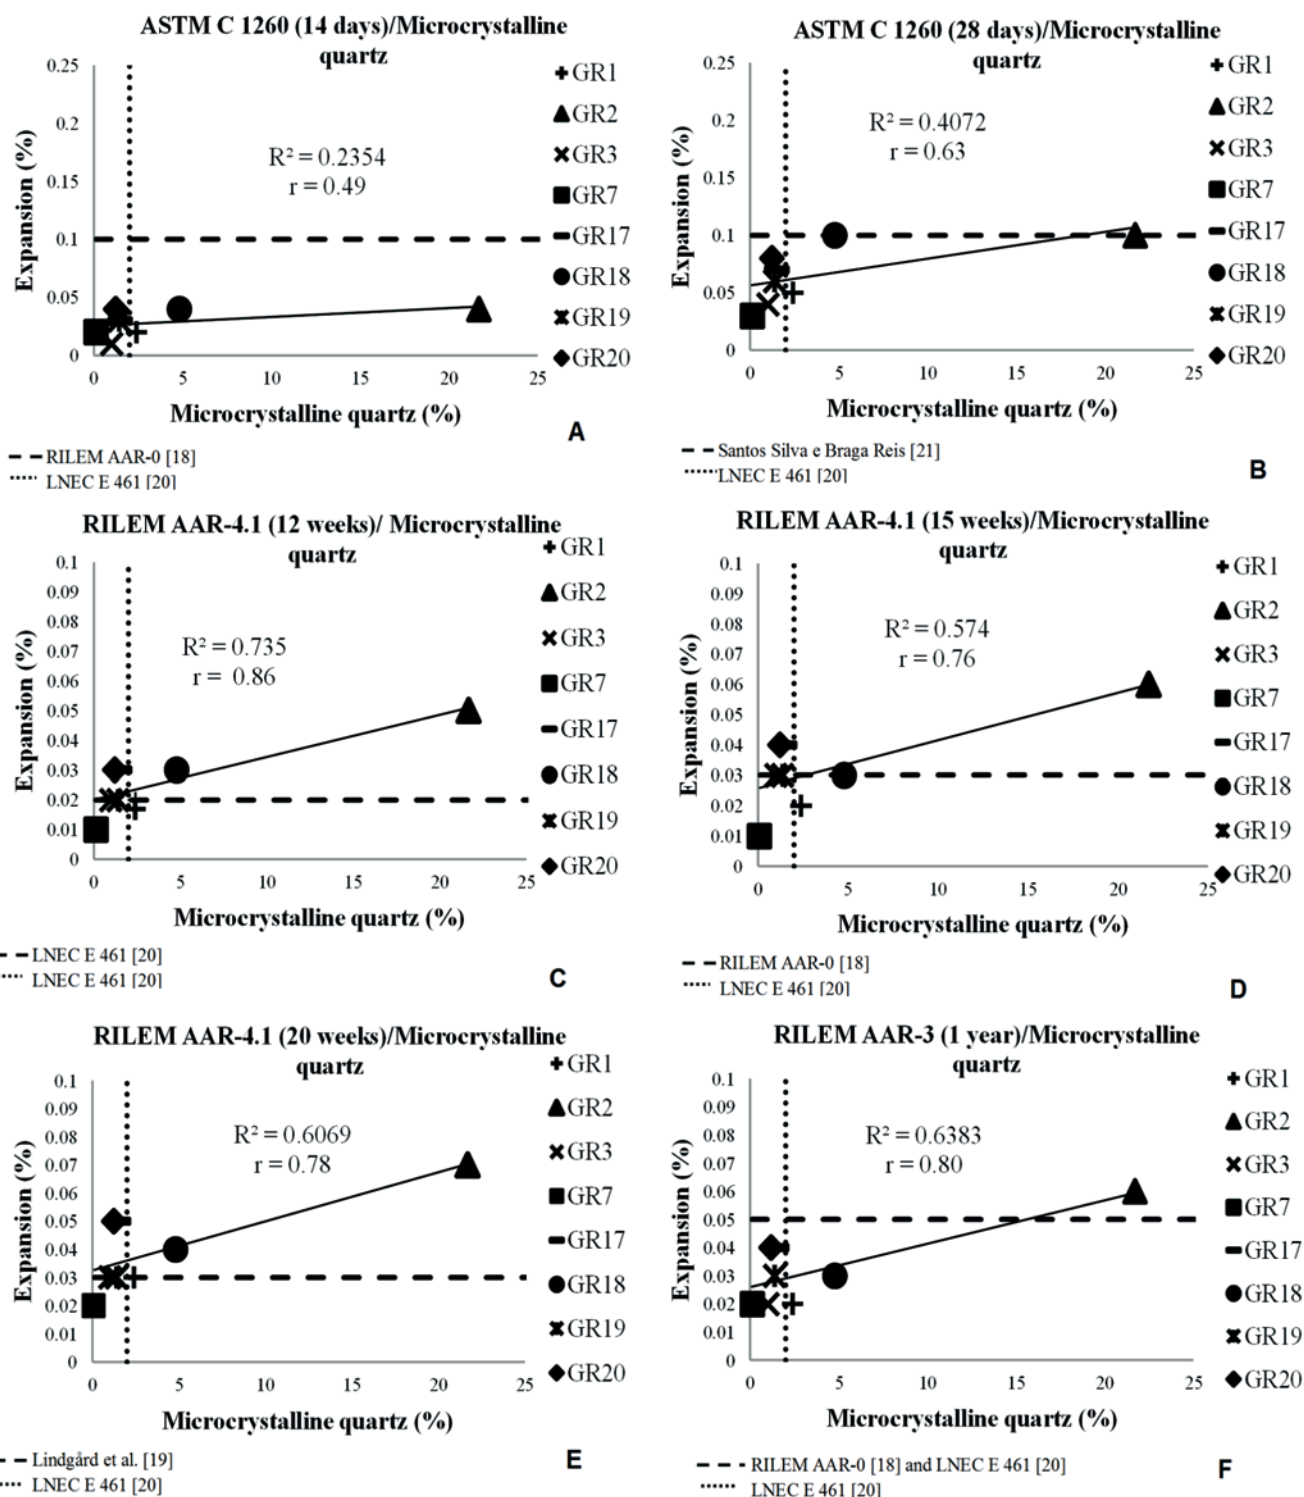 ASTM C 1260 (14 days)/Microcrystalline
quartz
Expansion (%)
0.25
0.2
0.15
0.1
0.05
0
R² = 0.2354
r = 0.49
0 5 10 15 20 25
Microcrystalline quartz (%)
GR1
GR2
GR3
GR7
GR17
GR18
GR19
GR20
A
RILEM AAR-0 [18]
LNEC E 461 [20]
ASTM C 1260 (28 days)/Microcrystalline
quartz
Expansion (%)
0.25
0.2
0.15
0.1
0.05
0
R² = 0.4072
r = 0.63
0 5 10 15 20 25
Microcrystalline quartz (%)
GR1
GR2
GR3
GR7
GR17
GR18
GR19
GR20
B
Santos Silva e Braga Reis [21]
LNEC E 461 [20]
RILEM AAR-4.1 (12 weeks)/ Microcrystalline
quartz
Expansion (%)
0.1
0.09
0.08
0.07
0.06
0.05
0.04
0.03
0.02
0.01
0
R² = 0.735
r = 0.86
0 5 10 15 20 25
Microcrystalline quartz (%)
GR1
GR2
GR3
GR7
GR17
GR18
GR19
GR20
C
LNEC E 461 [20]
LNEC E 461 [20]
RILEM AAR-4.1 (15 weeks)/Microcrystalline
quartz
Expansion (%)
0.1
0.09
0.08
0.07
0.06
0.05
0.04
0.03
0.02
0.01
0
R² = 0.574
r = 0.76
0 5 10 15 20 25
Microcrystalline quartz (%)
GR1
GR2
GR3
GR7
GR17
GR18
GR19
GR20
D
RILEM AAR-0 [18]
LNEC E 461 [20]
RILEM AAR-4.1 (20 weeks)/Microcrystalline
quartz
Expansion (%)
0.1
0.09
0.08
0.07
0.06
0.05
0.04
0.03
0.02
0.01
0
R² = 0.6069
r = 0.78
0 5 10 15 20 25
Microcrystalline quartz (%)
GR1
GR2
GR3
GR7
GR17
GR18
GR19
GR20
E
Lindgård et al. [19]
LNEC E 461 [20]
RILEM AAR-3 (1 year)/Microcrystalline
quartz
Expansion (%)
0.1
0.09
0.08
0.07
0.06
0.05
0.04
0.03
0.02
0.01
0
R² = 0.6383
r = 0.80
0 5 10 15 20 25
Microcrystalline quartz (%)
GR1
GR2
GR3
GR7
GR17
GR18
GR19
GR20
F
RILEM AAR-0 [18] and LNEC E 461 [20]
LNEC E 461 [20]